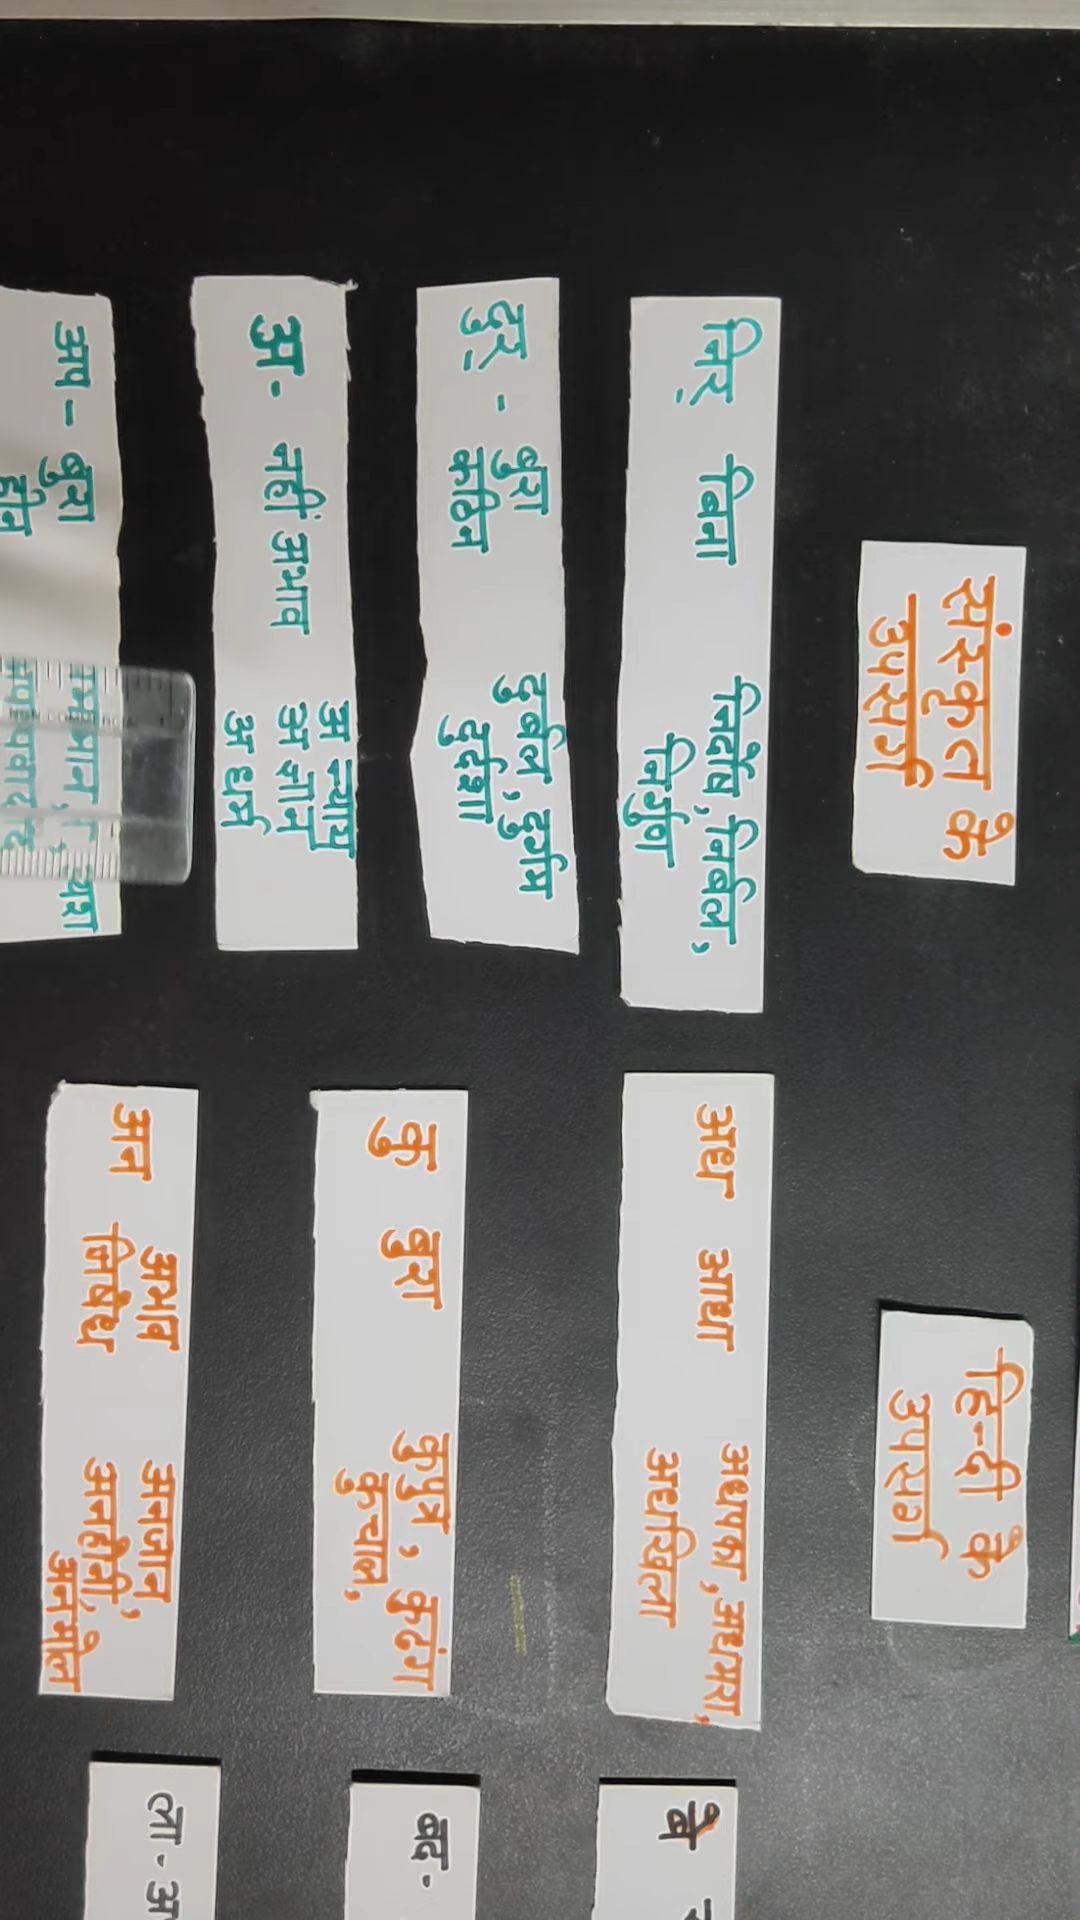 संस्कृत के
उपसर्ग
निर् बिना निर्दोष, निर्बल,
निर्गुण
दुर् - बुरा दुर्बल, दुर्गम
कठिन दुर्दशा
अ - नहीं अभाव अ न्याय,
अ ज्ञान
अ धर्म
अप - बुरा
हीन
हिन्दी के
उपसर्ग
अध आधा अधपका, अधमरा,
अधखिला
कु बुरा कुपुत्र, कुढंग
कुचाल,
अन अभाव अनजान,
निषेध अनहोनी,
अनमोल
बे
बद -
ला - अ